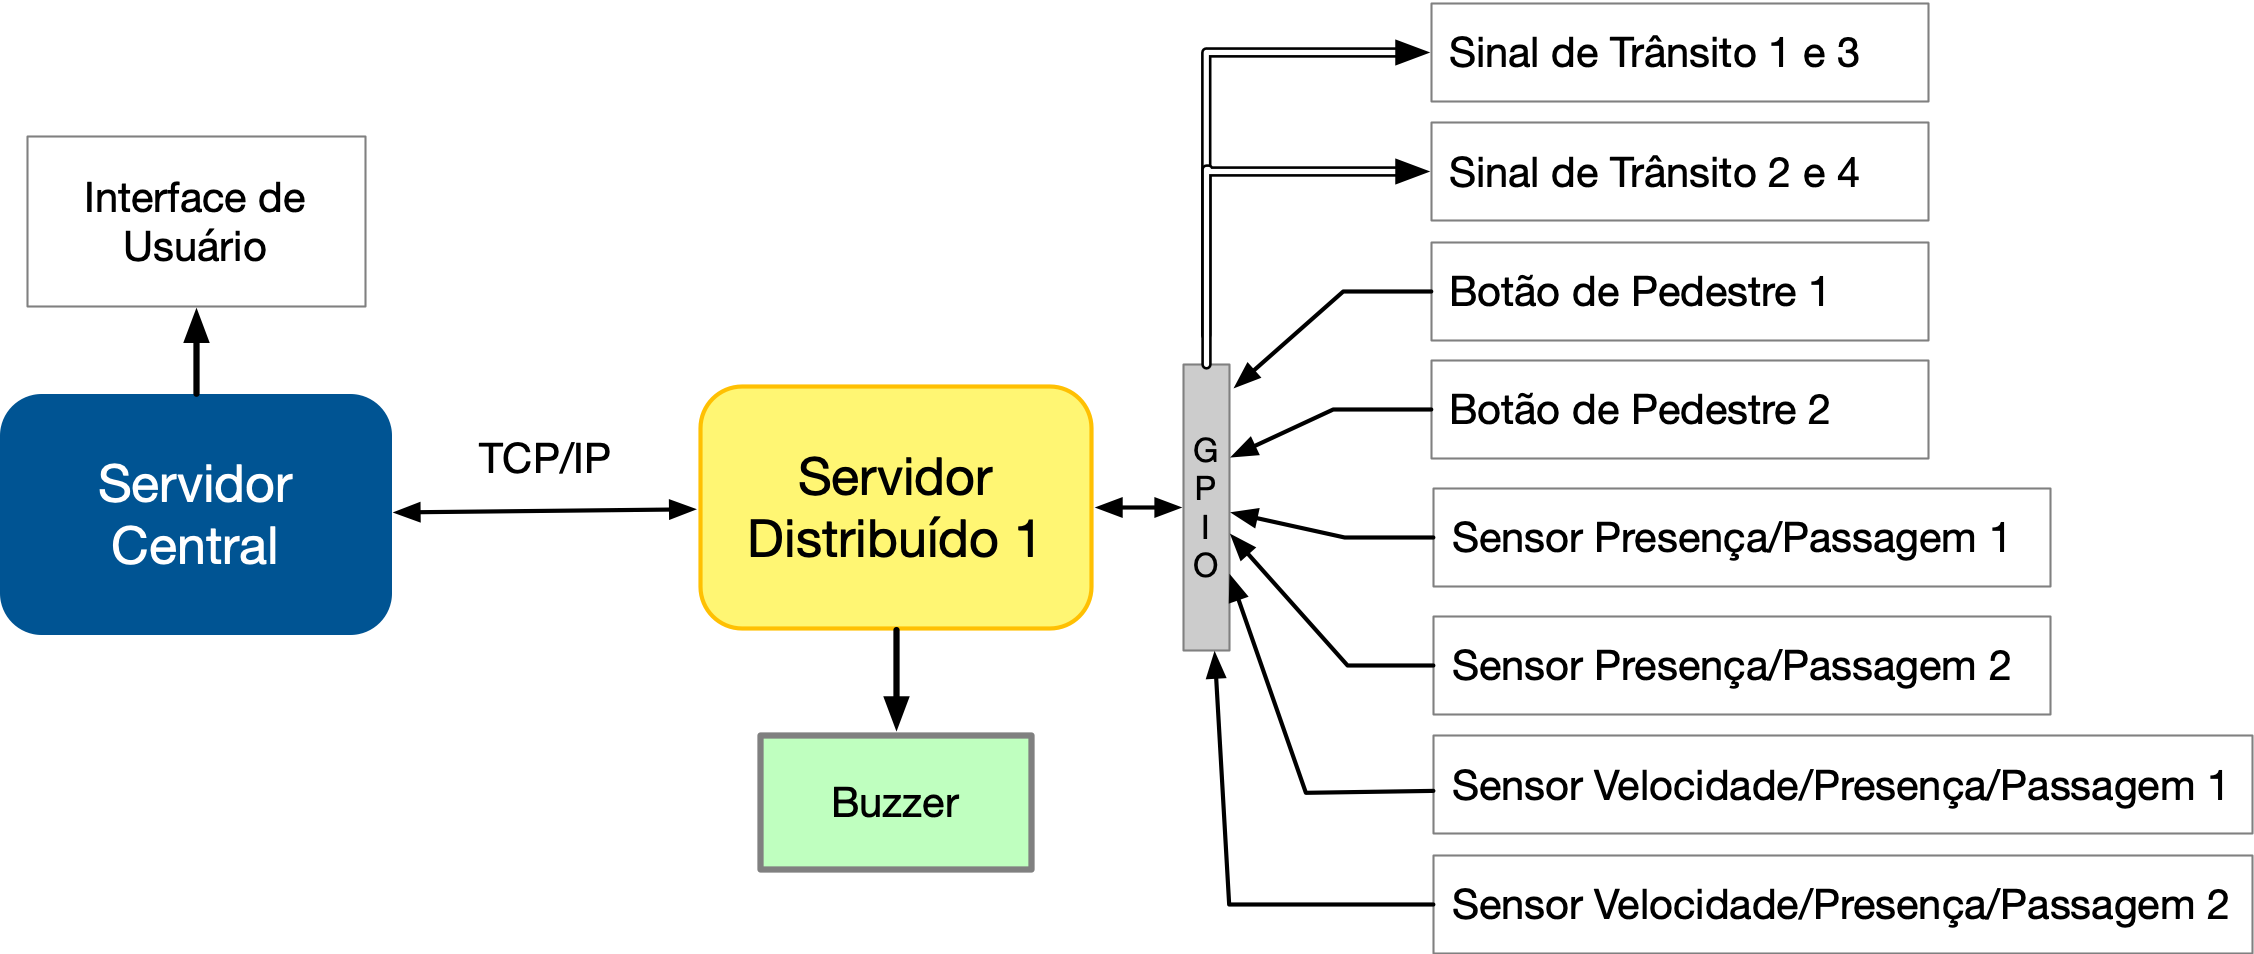 Interface de
Usuário
Servidor
Central
TCP/IP
Servidor
Distribuído 1
Buzzer
G
P
I
O
Sinal de Trânsito 1 e 3
Sinal de Trânsito 2 e 4
Botão de Pedestre 1
Botão de Pedestre 2
Sensor Presença/Passagem 1
Sensor Presença/Passagem 2
Sensor Velocidade/Presença/Passagem 1
Sensor Velocidade/Presença/Passagem 2